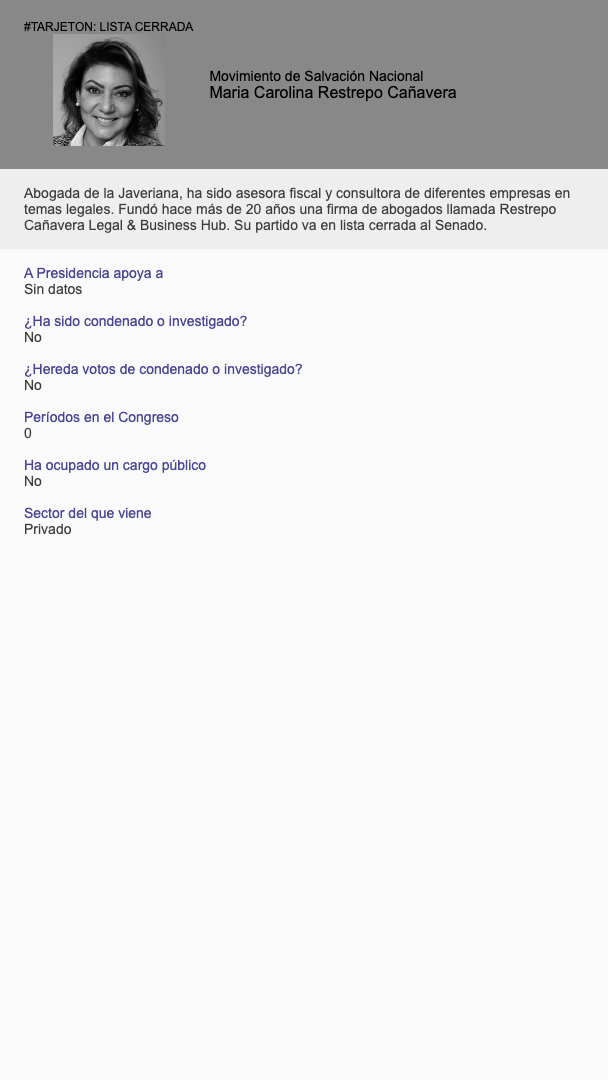 #TARJETON: LISTA CERRADA
Movimiento de Salvación Nacional
Maria Carolina Restrepo Cañavera
Abogada de la Javeriana, ha sido asesora fiscal y consultora de diferentes empresas en
temas legales. Fundó hace más de 20 años una firma de abogados llamada Restrepo
Cañavera Legal & Business Hub. Su partido va en lista cerrada al Senado.
A Presidencia apoya a
Sin datos
¿Ha sido condenado o investigado?
No
¿Hereda votos de condenado o investigado?
No
Períodos en el Congreso
0
Ha ocupado un cargo público
No
Sector del que viene
Privado